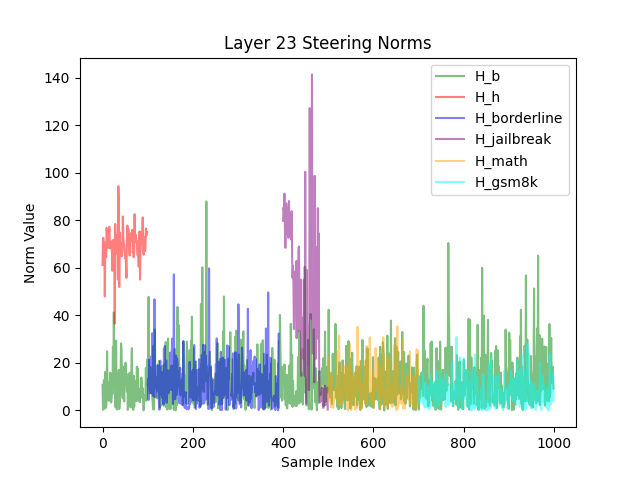 Layer 23 Steering Norms
Norm Value
140
120
100
80
60
40
20
0
H_b
H_h
H_borderline
H_jailbreak
H_math
H_gsm8k
0
200
400
600
800
1000
Sample Index